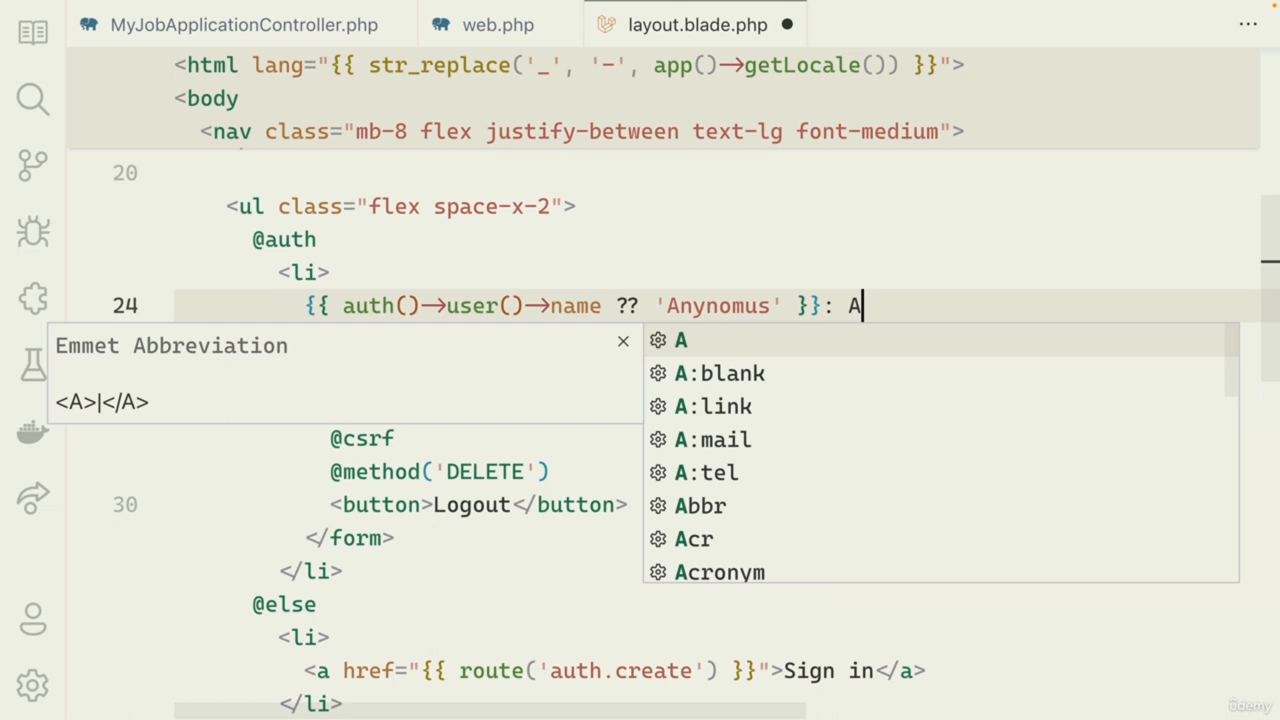 MyJobApplicationController.php web.php layout.blade.php
<html lang="{{ str_replace('_', '-', app()->getLocale()) }}">
<body
<nav class="mb-8 flex justify-between text-lg font-medium">
20
<ul class="flex space-x-2">
@auth
<li>
24 {{ auth()->user()->name ?? 'Anynomus' }}: A
Emmet Abbreviation
<A>|</A>
A
A:blank
A:link
A:mail
A:tel
Abbr
Acr
Acronym
@csrf
@method('DELETE')
30 <button>Logout</button>
</form>
</li>
@else
<li>
<a href="{{ route('auth.create') }}">Sign in</a>
</li>
ûdemy